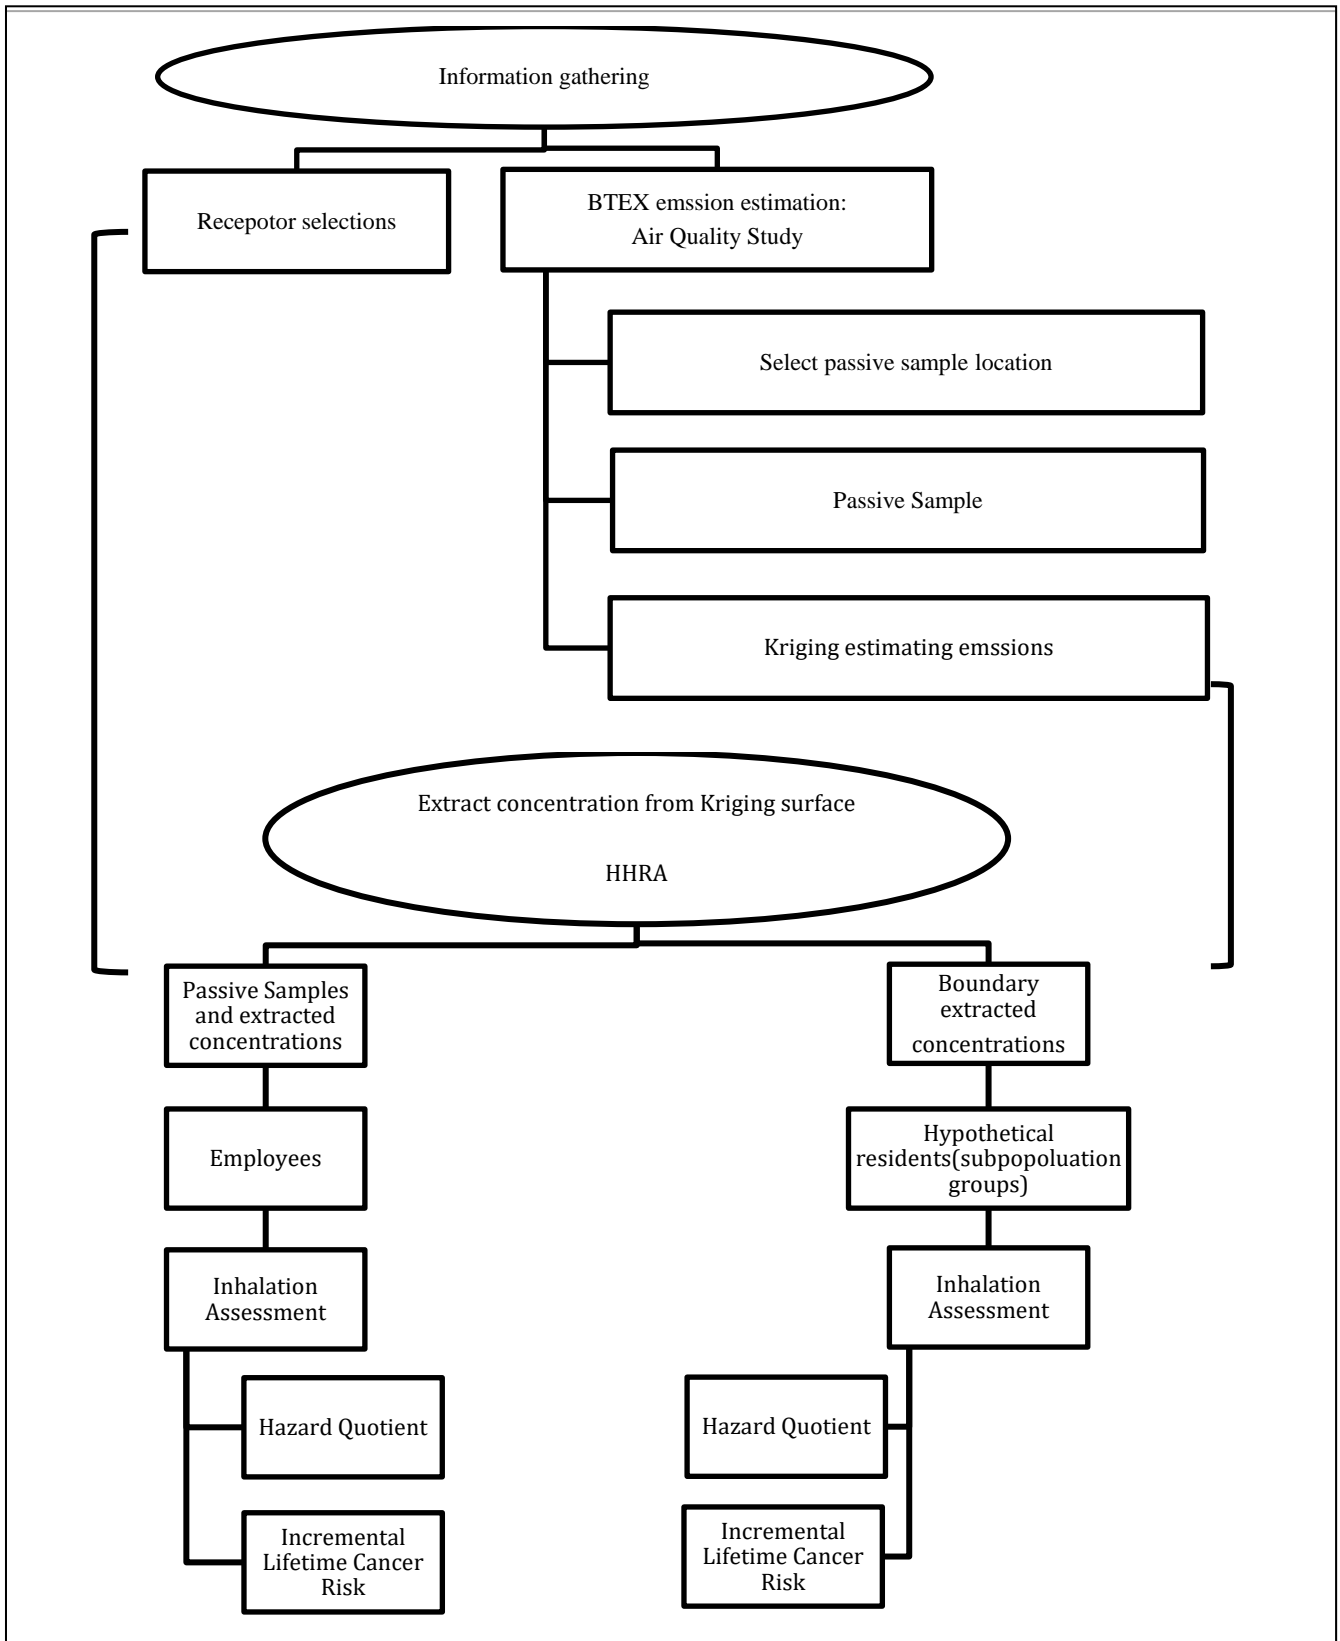 Information gathering
Recepotor selections
BTEX emssion estimation:
Air Quality Study
Select passive sample location
Passive Sample
Kriging estimating emssions
Extract concentration from Kriging surface
HHRA
Passive Samples
and extracted
concentrations
Boundary
extracted
concentrations
Employees
Hypothetical
residents(subpopoluation
groups)
Inhalation
Assessment
Inhalation
Assessment
Hazard Quotient
Hazard Quotient
Incremental
Lifetime Cancer
Risk
Incremental
Lifetime Cancer
Risk